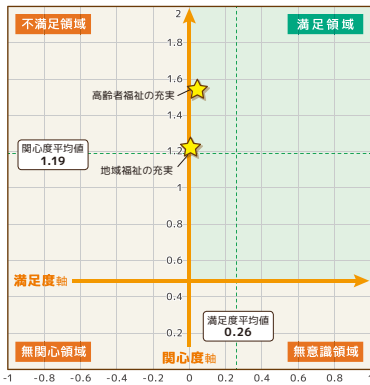 不満足領域
満足領域
2
1.8
1.6
高齢者福祉の充実
1.4
関心度平均値
1.19
1.2
地域福祉の充実
1
0.8
0.6
満足度軸
0.4
満足度平均値
0.26
0.2
無関心領域
関心度軸
無意識領域
-1 -0.8 -0.6 -0.4 -0.2 0 0.2 0.4 0.6 0.8